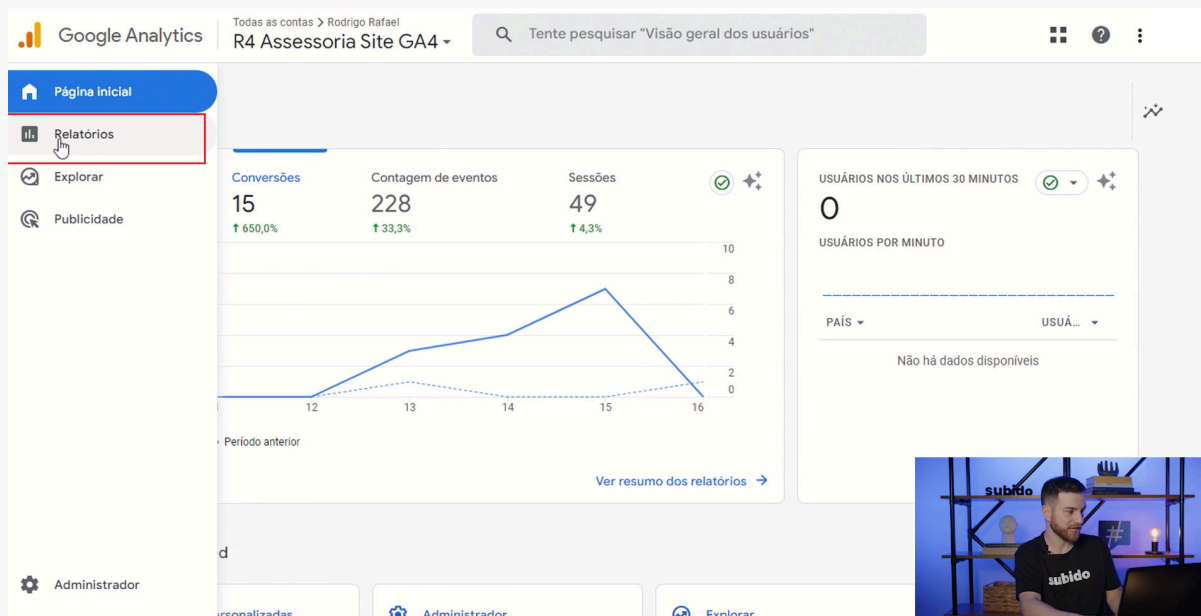 Google Analytics
Todas as contas > Rodrigo Rafael
R4 Assessoria Site GA4
Tente pesquisar "Visão geral dos usuários"
Página inicial
Relatórios
Explorar
Publicidade
Administrador
Conversões
15
↑ 650,0%
Contagem de eventos
228
↑ 33,3%
Sessões
49
↑ 4,3%
10
8
6
4
2
0
12
13
14
15
16
Período anterior
Ver resumo dos relatórios →
USUÁRIOS NOS ÚLTIMOS 30 MINUTOS
0
USUÁRIOS POR MINUTO
PAÍS
USUÁ...
Não há dados disponíveis
d
rsonalizadas
Administrador
Explorar
subido
#
subido